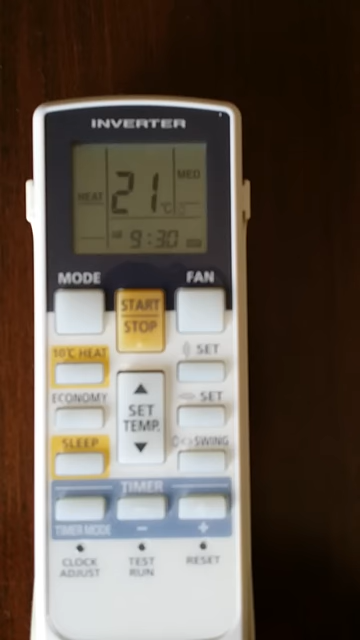 INVERTER
HEAT 21°C MED
9:30
MODE FAN
START
STOP
10°C HEAT SET
ECONOMY SET
SET
TEMP.
SLEEP SWING
TIMER
TIMER MODE - +
CLOCK
ADJUST
TEST
RUN
RESET